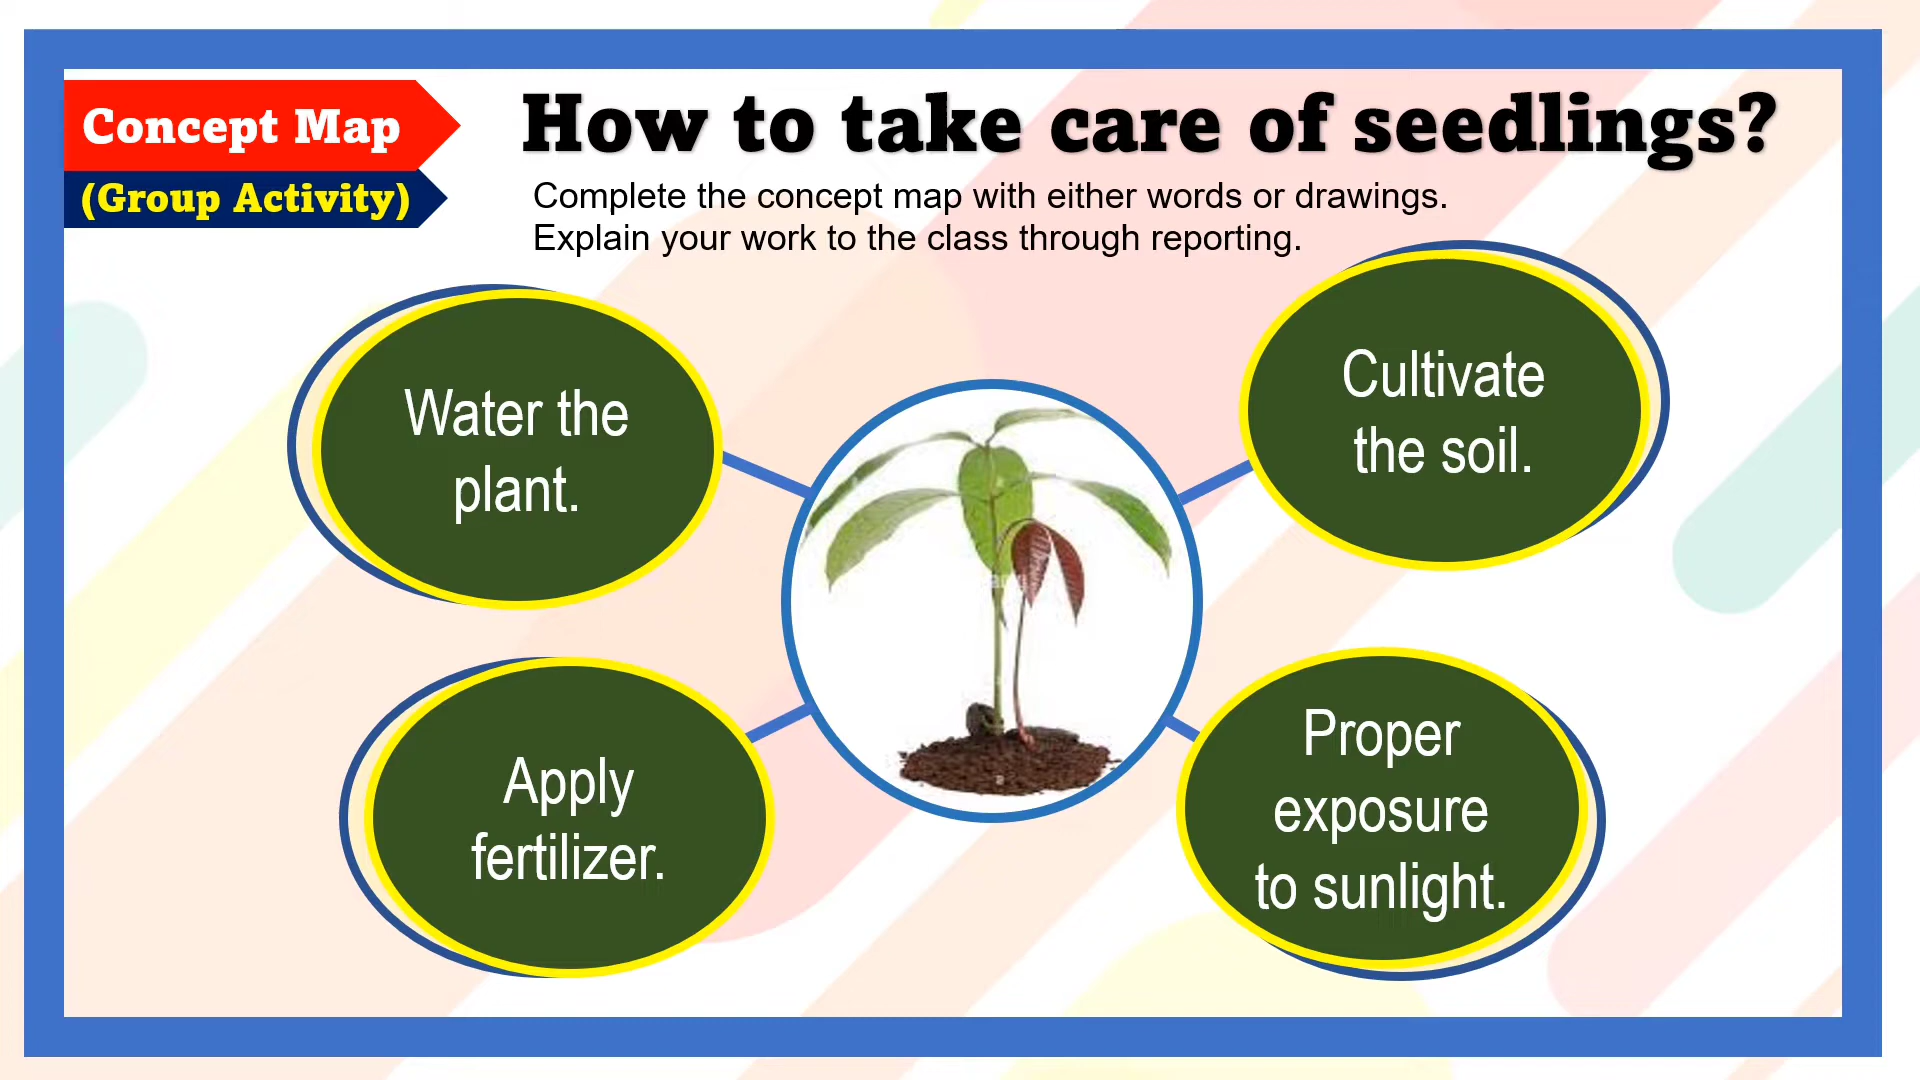 Concept Map
(Group Activity)
How to take care of seedlings?
Complete the concept map with either words or drawings.
Explain your work to the class through reporting.
Water the
plant.
Cultivate
the soil.
Apply
fertilizer.
Proper
exposure
to sunlight.